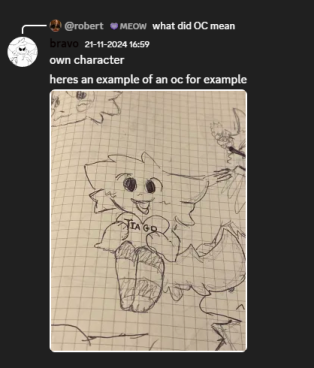 @robert MEOW what did OC mean
bravo 21-11-2024 16:59
own character
heres an example of an oc for example
TIAGO